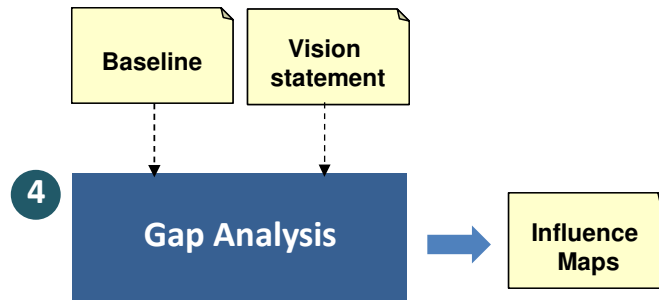 Baseline
Vision
statement
4
Gap Analysis
Influence
Maps